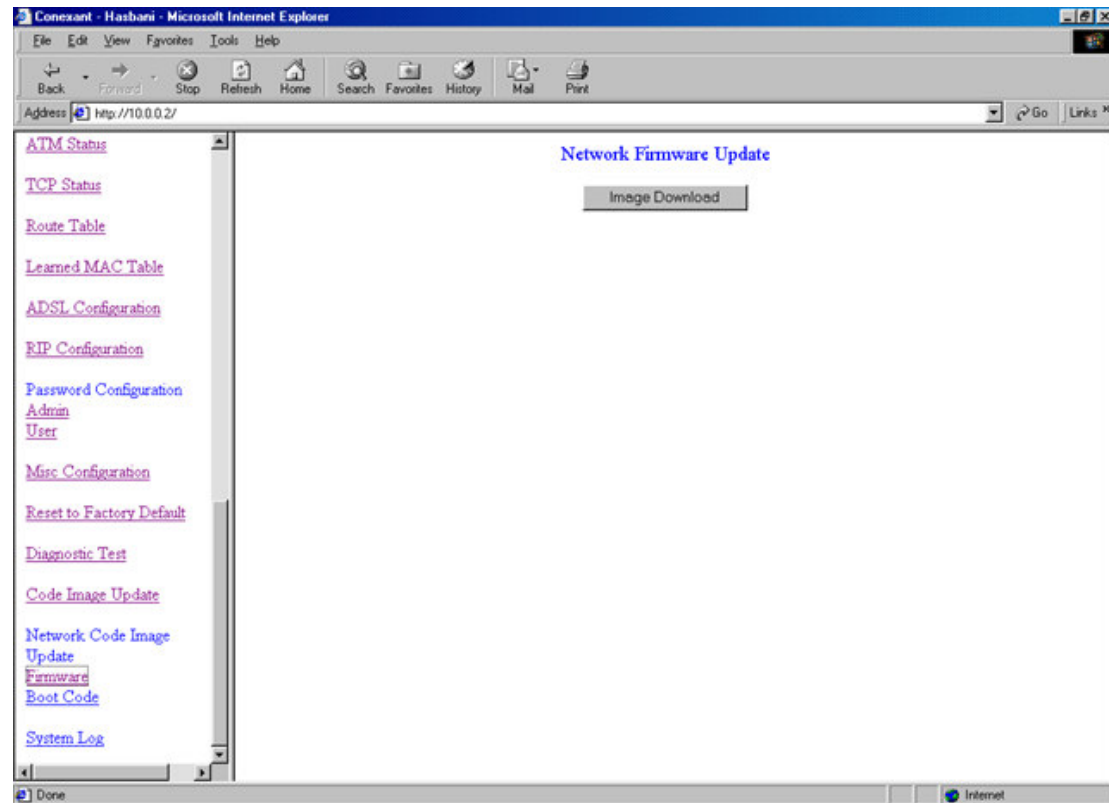 Conexant - Hasbani - Microsoft Internet Explorer
File Edit View Favorites Tools Help
Back Forward Stop Refresh Home Search Favorites History Mail Print
Address http://10.0.0.2/ Go Links »
ATM Status
TCP Status
Route Table
Learned MAC Table
ADSL Configuration
RIP Configuration
Password Configuration
Admin
User
Misc Configuration
Reset to Factory Default
Diagnostic Test
Code Image Update
Network Code Image
Update
Firmware
Boot Code
System Log
Network Firmware Update
Image Download
Done Internet